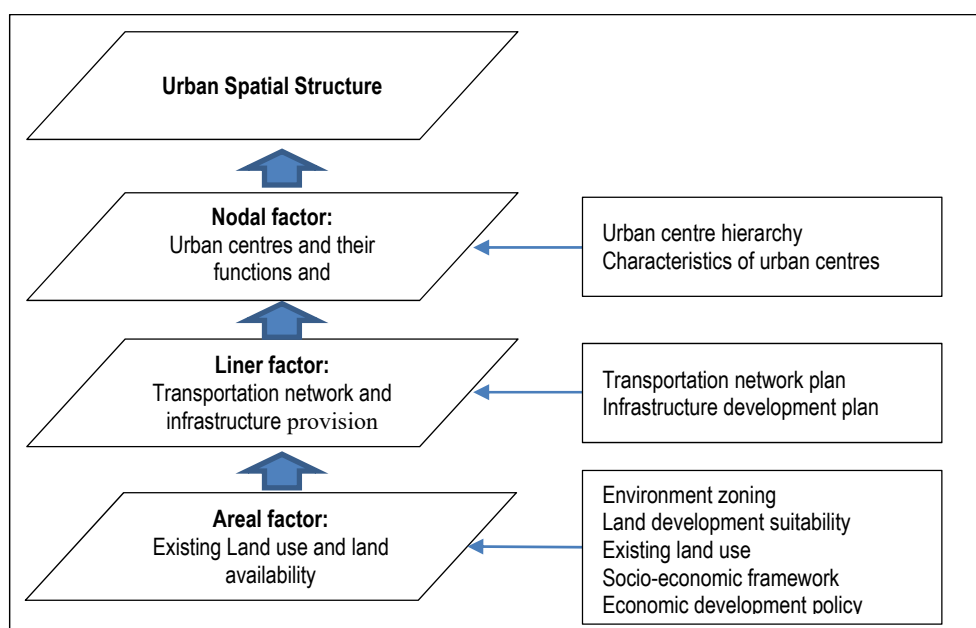 Urban Spatial Structure
Nodal factor:
Urban centres and their
functions and
Urban centre hierarchy
Characteristics of urban centres
Liner factor:
Transportation network and
infrastructure provision
Transportation network plan
Infrastructure development plan
Areal factor:
Existing Land use and land
availability
Environment zoning
Land development suitability
Existing land use
Socio-economic framework
Economic development policy